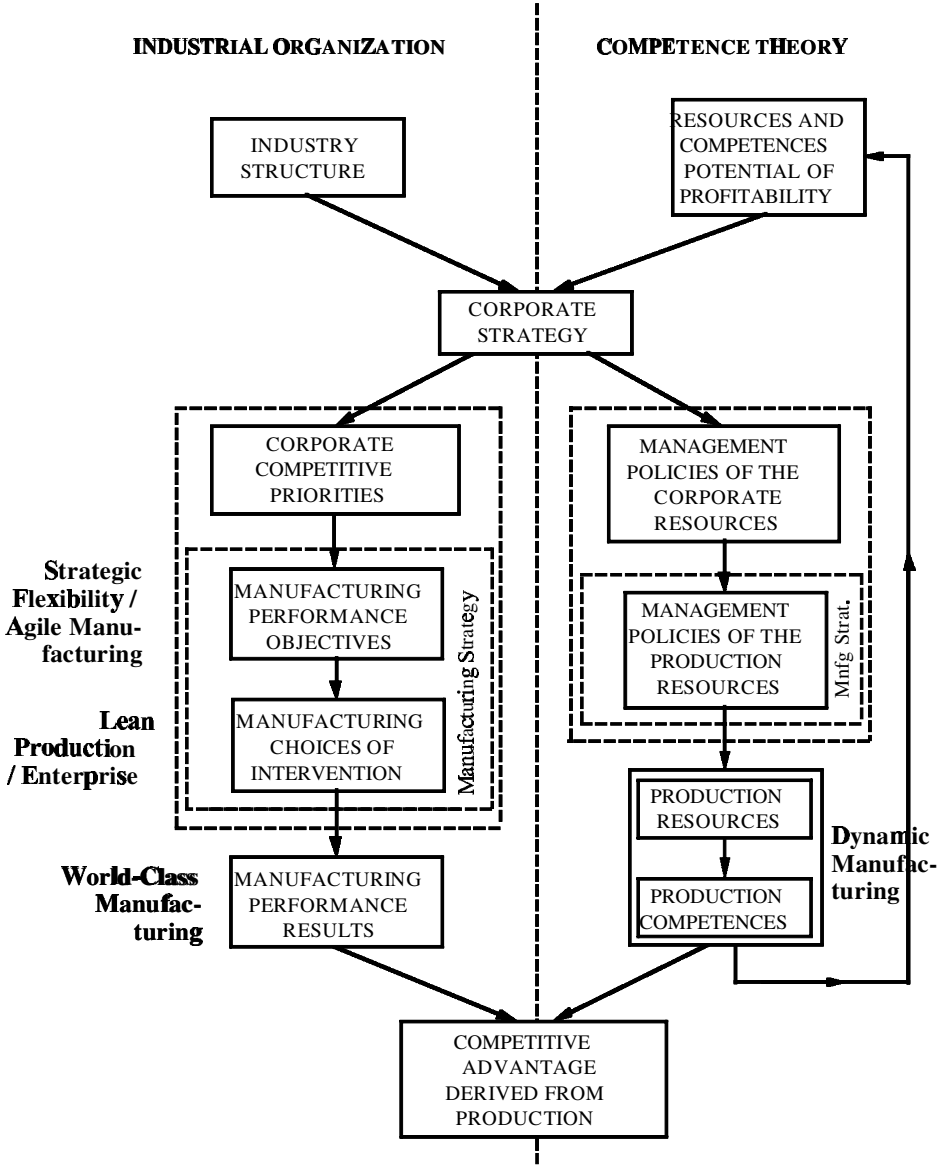 INDUSTRIAL ORGANIZATION
COMPETENCE THEORY
INDUSTRY
STRUCTURE
RESOURCES AND
COMPETENCES
POTENTIAL OF
PROFITABILITY
CORPORATE
STRATEGY
CORPORATE
COMPETITIVE
PRIORITIES
MANAGEMENT
POLICIES OF THE
CORPORATE
RESOURCES
Strategic
Flexibility /
Agile Manu-
facturing
MANUFACTURING
PERFORMANCE
OBJECTIVES
Manufacturing Strategy
MANAGEMENT
POLICIES OF THE
PRODUCTION
RESOURCES
Mnfg Strat.
Lean
Production
/ Enterprise
MANUFACTURING
CHOICES OF
INTERVENTION
PRODUCTION
RESOURCES
PRODUCTION
COMPETENCES
Dynamic
Manufac-
turing
World-Class
Manufac-
turing
MANUFACTURING
PERFORMANCE
RESULTS
COMPETITIVE
ADVANTAGE
DERIVED FROM
PRODUCTION